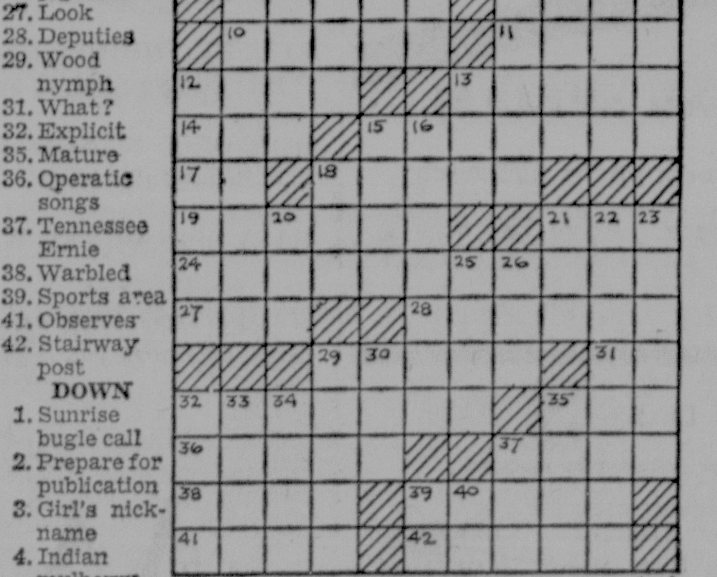 27. Look
28. Deputies
29. Wood
nymph
31. What?
32. Explicit
35. Mature
36. Operatic
songs
37. Tennessee
Ernie
38. Warbled
39. Sports area
41. Observes
42. Stairway
post
DOWN
1. Sunrise
bugle call
2. Prepare for
publication
3. Girl's nick-
name
4. Indian
10 11
12 13
14 15 16
17 18
19 20 21 22 23
24 25 26
27 28
29 30 31
32 33 34 35
36 37
38 39 40
41 42